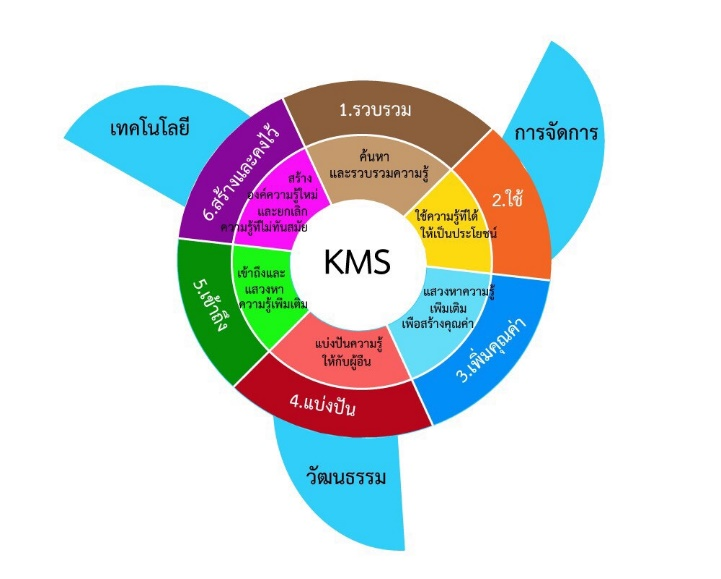 เทคโนโลยี
การจัดการ
วัฒนธรรม
KMS
1.รวบรวม
ค้นหา
และรวบรวมความรู้
2.ใช้
ใช้ความรู้ที่ได้
ให้เป็นประโยชน์
3.เพิ่มคุณค่า
แสวงหาความรู้
เพิ่มเติม
เพื่อสร้างคุณค่า
4.แบ่งปัน
แบ่งปันความรู้
ให้กับผู้อื่น
5.เข้าถึง
เข้าถึงและ
แสวงหา
ความรู้เพิ่มเติม
6.สร้างและคงไว้
สร้าง
องค์ความรู้ใหม่
และยกเลิก
ความรู้ที่ไม่ทันสมัย